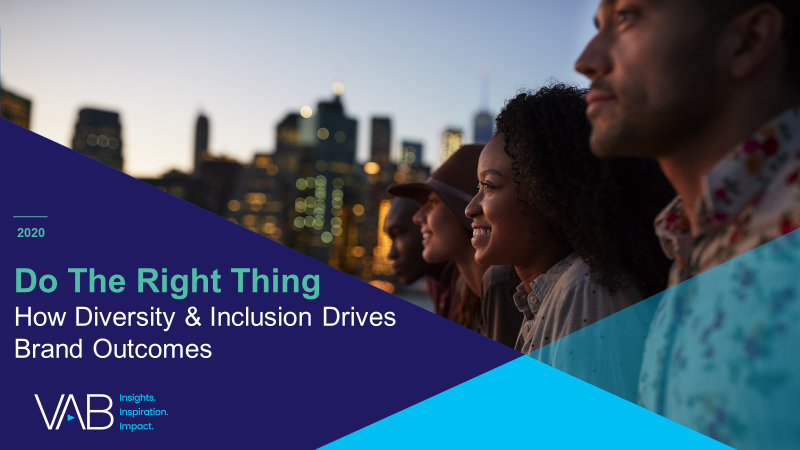 2020
Do The Right Thing
How Diversity & Inclusion Drives
Brand Outcomes
VAB
Insights.
Inspiration.
Impact.